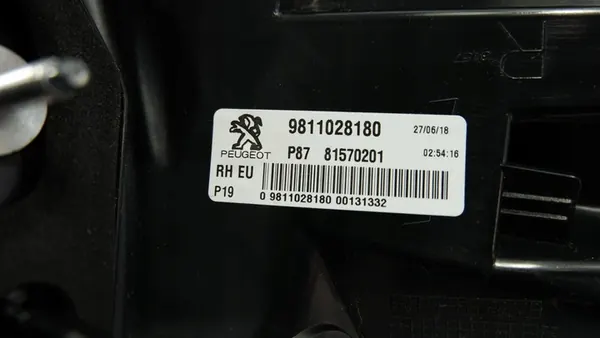 9811028180 27/06/18
PEUGEOT P87 81570201 02:54:16
RH EU
P19 0 9811028180 00131332
R